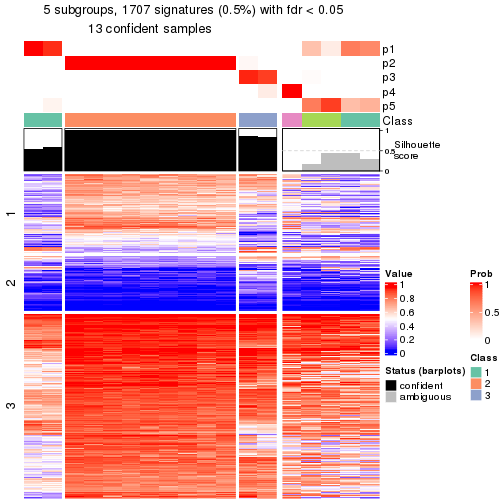 5 subgroups, 1707 signatures (0.5%) with fdr < 0.05
13 confident samples
p1
p2
p3
p4
p5
Class
1
0.5
0
Silhouette
score
1
2
3
Value
1
0.8
0.6
0.4
0.2
0
Prob
1
0.5
0
Status (barplots)
confident
ambiguous
Class
1
2
3